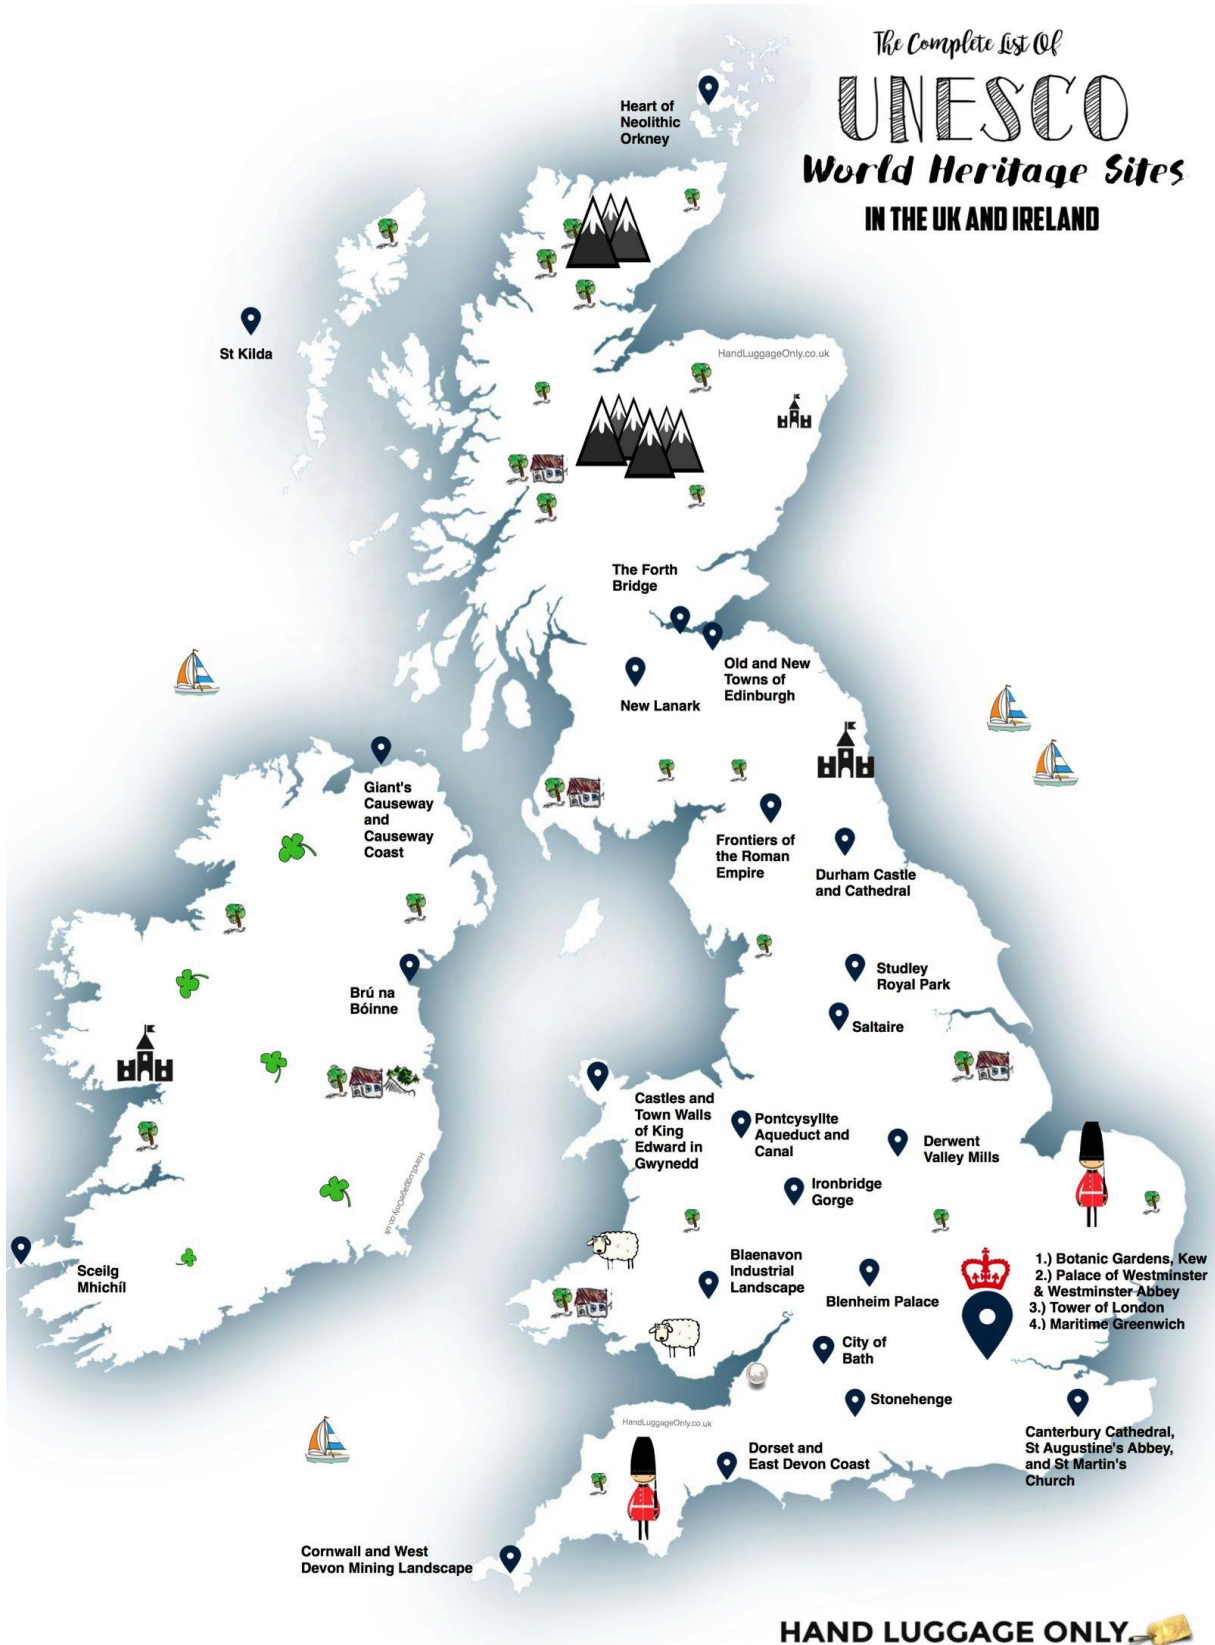 The Complete List Of
UNESCO
World Heritage Sites
IN THE UK AND IRELAND
Heart of
Neolithic
Orkney
St Kilda
HandLuggageOnly.co.uk
The Forth
Bridge
Old and New
Towns of
Edinburgh
New Lanark
Giant's
Causeway
and
Causeway
Coast
Frontiers of
the Roman
Empire
Durham Castle
and Cathedral
Studley
Royal Park
Brú na
Bóinne
Saltaire
Castles and
Town Walls
of King
Edward in
Gwynedd
Pontcysyllte
Aqueduct and
Canal
Derwent
Valley Mills
Ironbridge
Gorge
HandLuggageOnly.co.uk
Sceilg
Mhichíl
Blaenavon
Industrial
Landscape
Blenheim Palace
1.) Botanic Gardens, Kew
2.) Palace of Westminster
& Westminster Abbey
3.) Tower of London
4.) Maritime Greenwich
City of
Bath
Stonehenge
HandLuggageOnly.co.uk
Canterbury Cathedral,
St Augustine's Abbey,
and St Martin's
Church
Dorset and
East Devon Coast
Cornwall and West
Devon Mining Landscape
HAND LUGGAGE ONLY